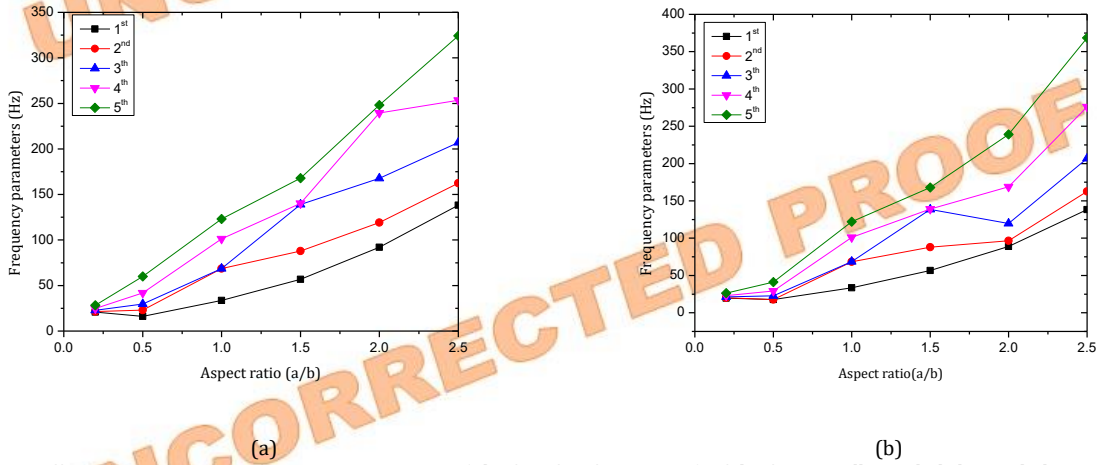 UNCORRECTED PROOF
(a)
350
300
250
200
150
100
50
0
Frequency parameters (Hz)
1st
2nd
3th
4th
5th
0.0 0.5 1.0 1.5 2.0 2.5
Aspect ratio (a/b)
(a)
(b)
400
350
300
250
200
150
100
50
0
Frequency parameters (Hz)
1st
2nd
3th
4th
5th
0.0 0.5 1.0 1.5 2.0 2.5
Aspect ratio(a/b)
(b)